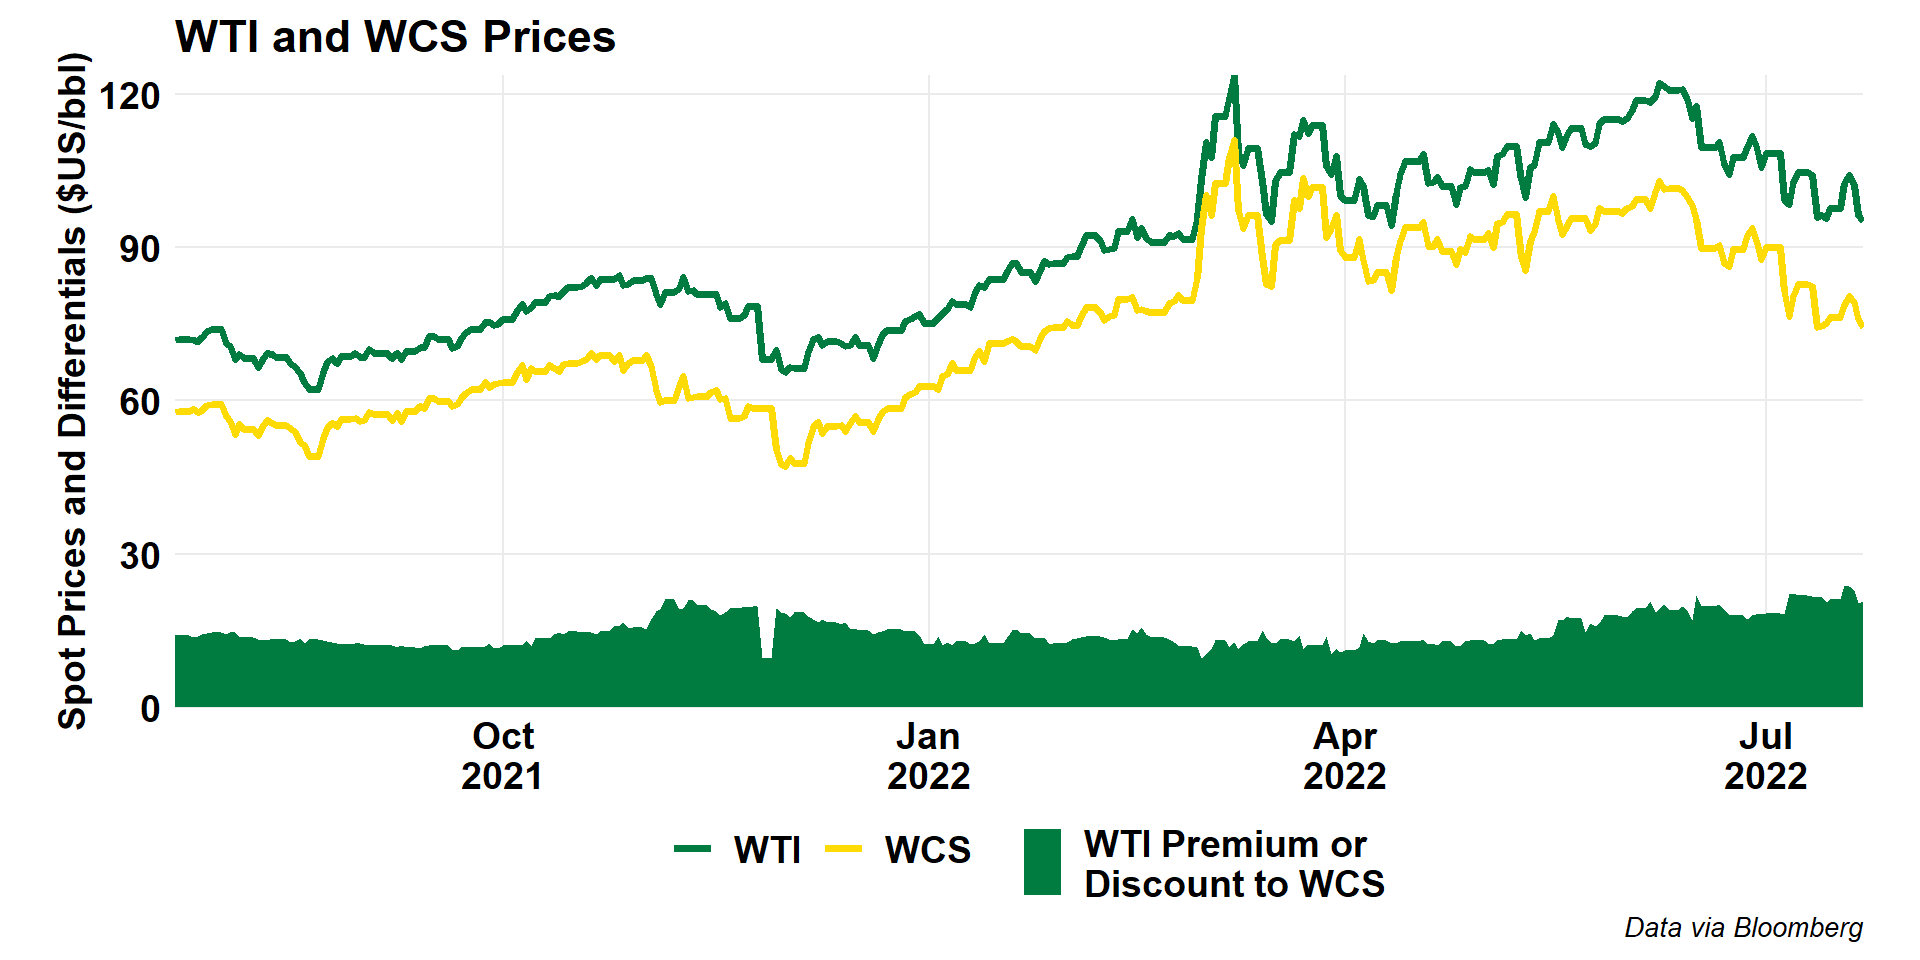 WTI and WCS Prices
Spot Prices and Differentials ($US/bbl)
120
90
60
30
0
Oct
2021
Jan
2022
Apr
2022
Jul
2022
WTI
WCS
WTI Premium or
Discount to WCS
Data via Bloomberg